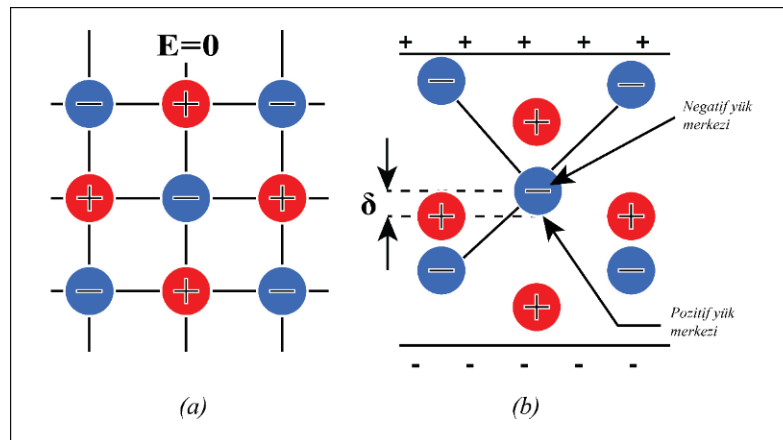 E=0
− + −
+ − +
− + −
(a)
+ + + + +
− −
+
−
+ +
− −
+
δ
- - - - -
Negatif yük
merkezi
Pozitif yük
merkezi
(b)